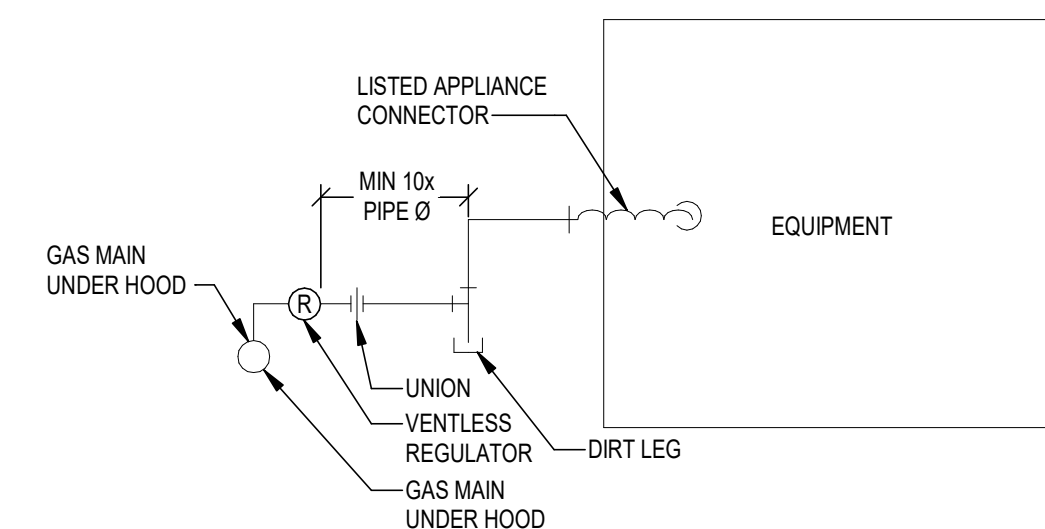 LISTED APPLIANCE
CONNECTOR
MIN 10x
PIPE Ø
EQUIPMENT
GAS MAIN
UNDER HOOD
R
UNION
VENTLESS
REGULATOR
DIRT LEG
GAS MAIN
UNDER HOOD